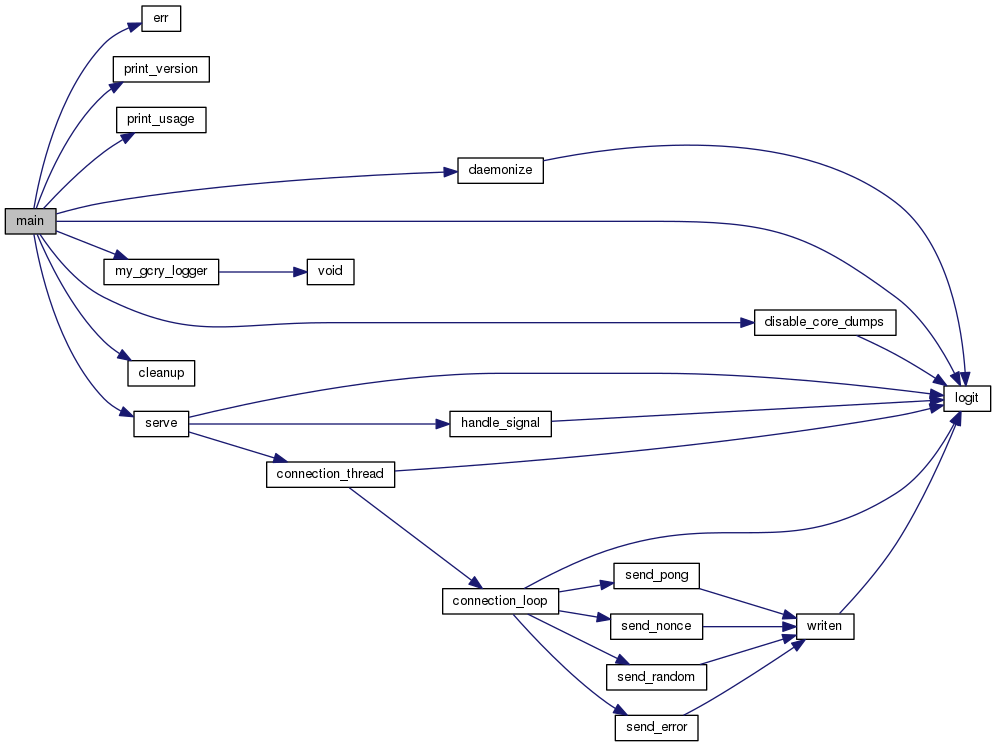 err
print_version
print_usage
daemonize
main
my_gcry_logger
void
disable_core_dumps
cleanup
logit
serve
handle_signal
connection_thread
send_pong
connection_loop
send_nonce
writen
send_random
send_error